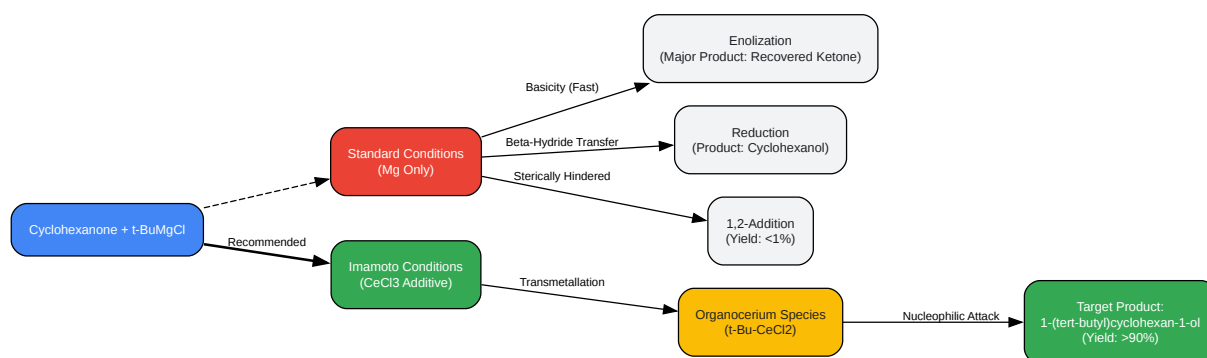 Enolization
(Major Product: Recovered Ketone)
Basicity (Fast)
Reduction
(Product: Cyclohexanol)
Beta-Hydride Transfer
Standard Conditions
(Mg Only)
Sterically Hindered
1,2-Addition
(Yield: <1%)
Cyclohexanone + t-BuMgCl
Recommended
Imamoto Conditions
(CeCl3 Additive)
Transmetallation
Organocerium Species
(t-Bu-CeCl2)
Nucleophilic Attack
Target Product:
1-(tert-butyl)cyclohexan-1-ol
(Yield: >90%)